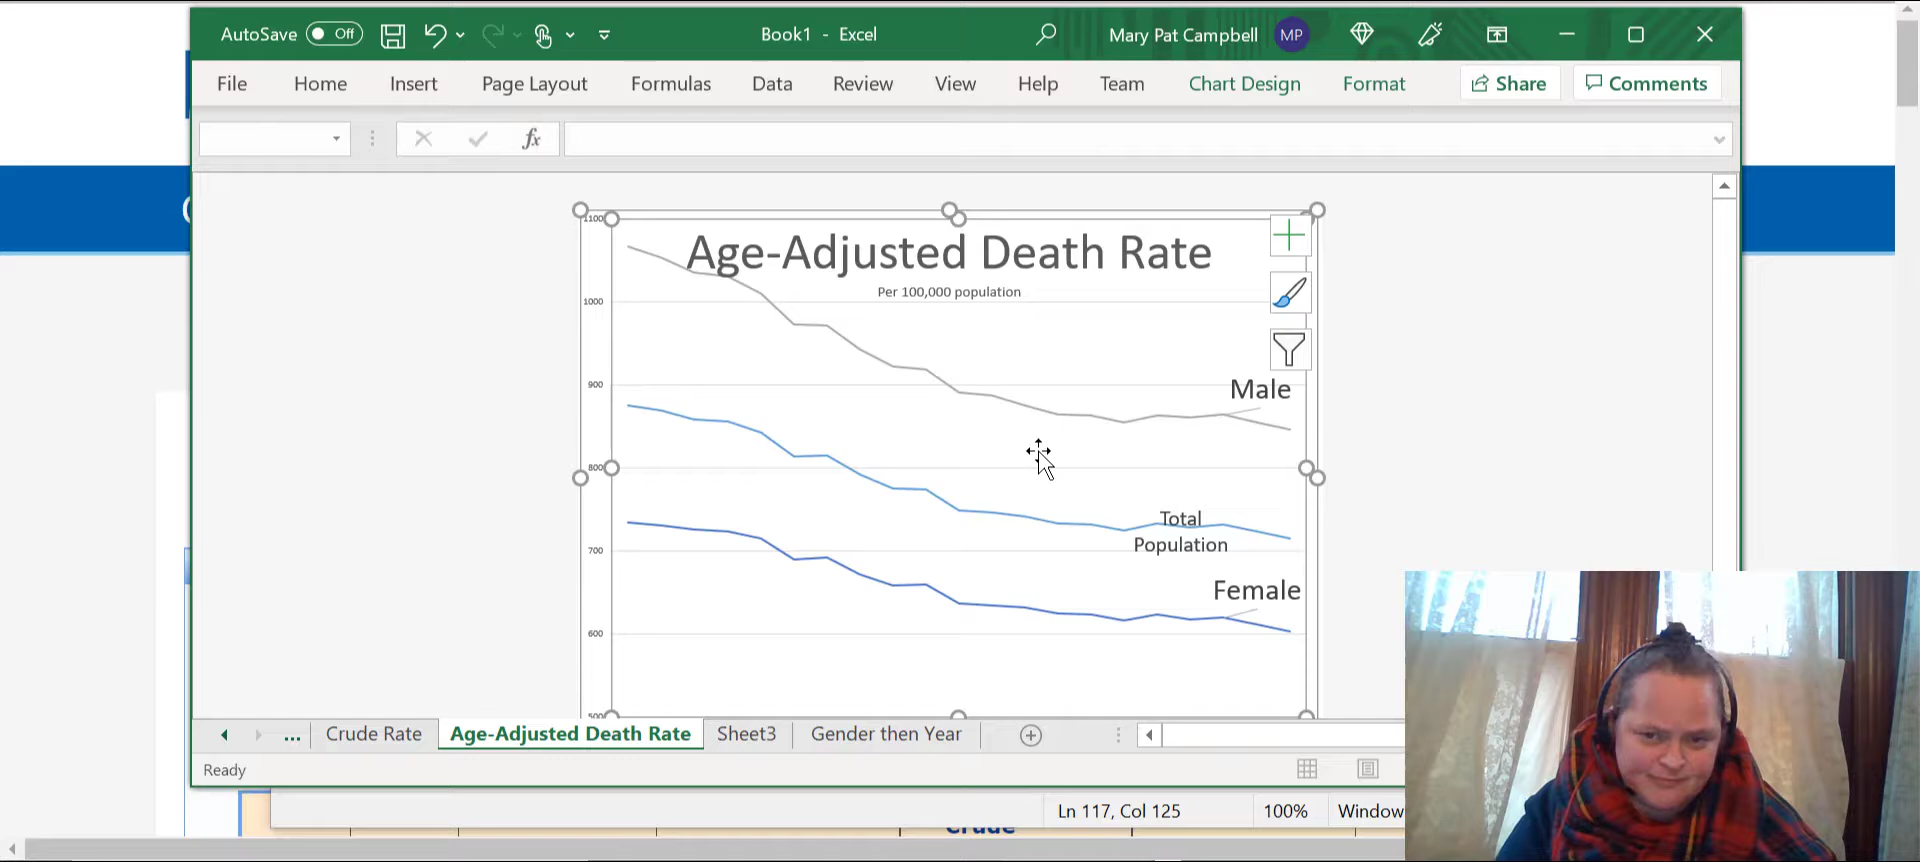 AutoSave Off Book1 - Excel Mary Pat Campbell MP
File Home Insert Page Layout Formulas Data Review View Help Team Chart Design Format Share Comments
fx
Age-Adjusted Death Rate
Per 100,000 population
1100
1000
900
800
700
600
500
Male
Total
Population
Female
... Crude Rate Age-Adjusted Death Rate Sheet3 Gender then Year
Ready
Ln 117, Col 125 100% Window
Crude